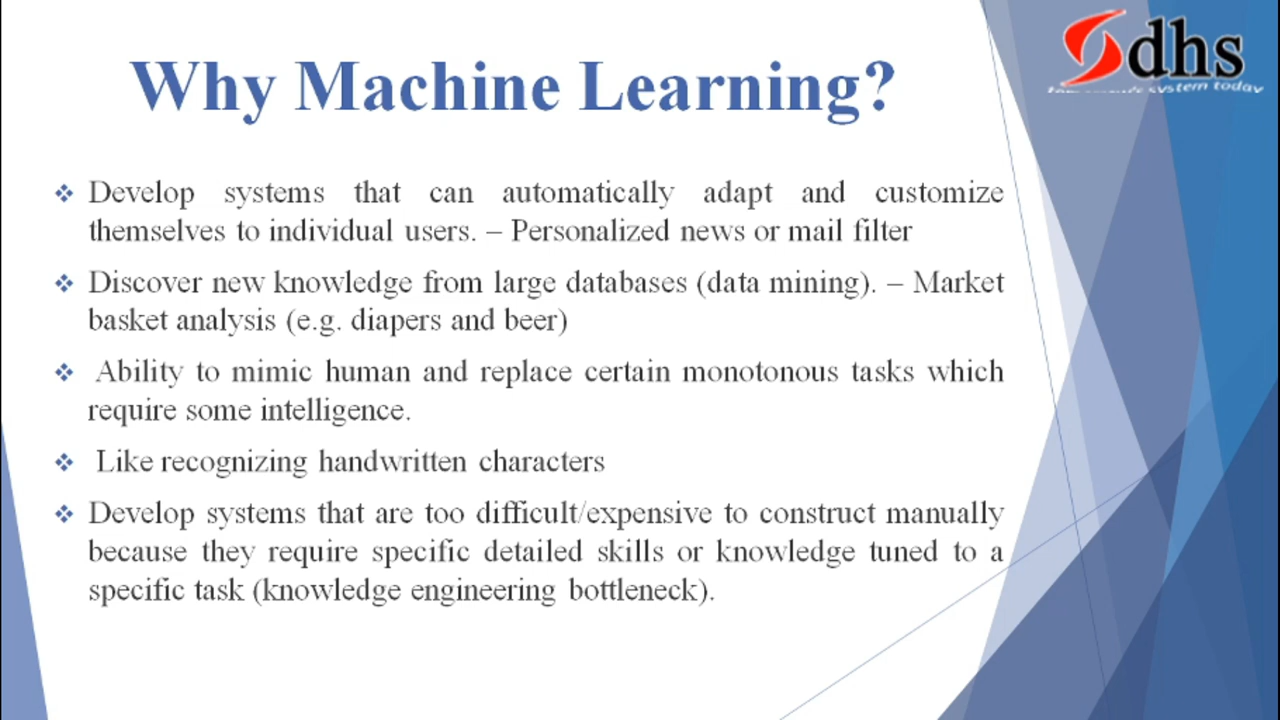 Why Machine Learning?
dhs
system today
❖ Develop systems that can automatically adapt and customize
themselves to individual users. – Personalized news or mail filter
❖ Discover new knowledge from large databases (data mining). – Market
basket analysis (e.g. diapers and beer)
❖ Ability to mimic human and replace certain monotonous tasks which
require some intelligence.
❖ Like recognizing handwritten characters
❖ Develop systems that are too difficult/expensive to construct manually
because they require specific detailed skills or knowledge tuned to a
specific task (knowledge engineering bottleneck).